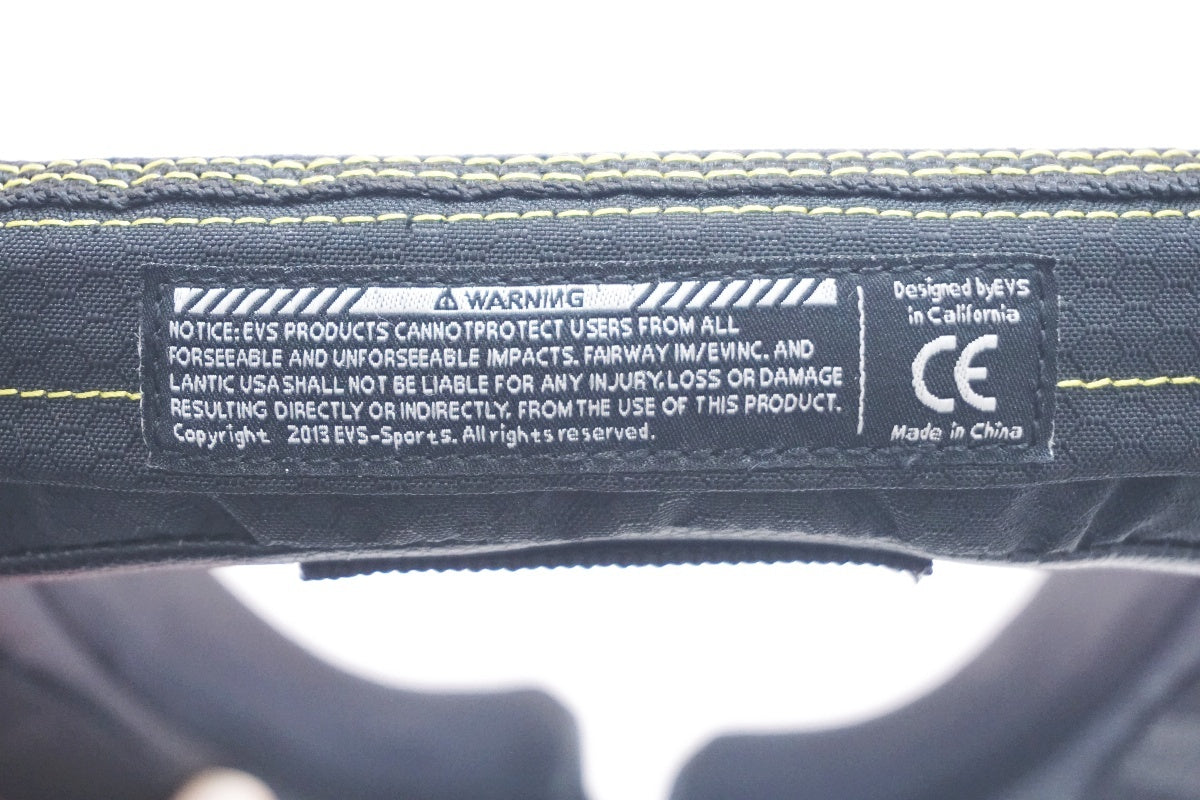 ⚠ WARNING
NOTICE: EVS PRODUCTS CANNOTPROTECT USERS FROM ALL
FORSEEABLE AND UNFORSEEABLE IMPACTS. FAIRWAY IM/EVINC. AND
LANTIC USA SHALL NOT BE LIABLE FOR ANY INJURY. LOSS OR DAMAGE
RESULTING DIRECTLY OR INDIRECTLY. FROM THE USE OF THIS PRODUCT.
Copyright 2013 EVS-Sports. All rights reserved.
Designed byEVS
in California
CE
Made in China